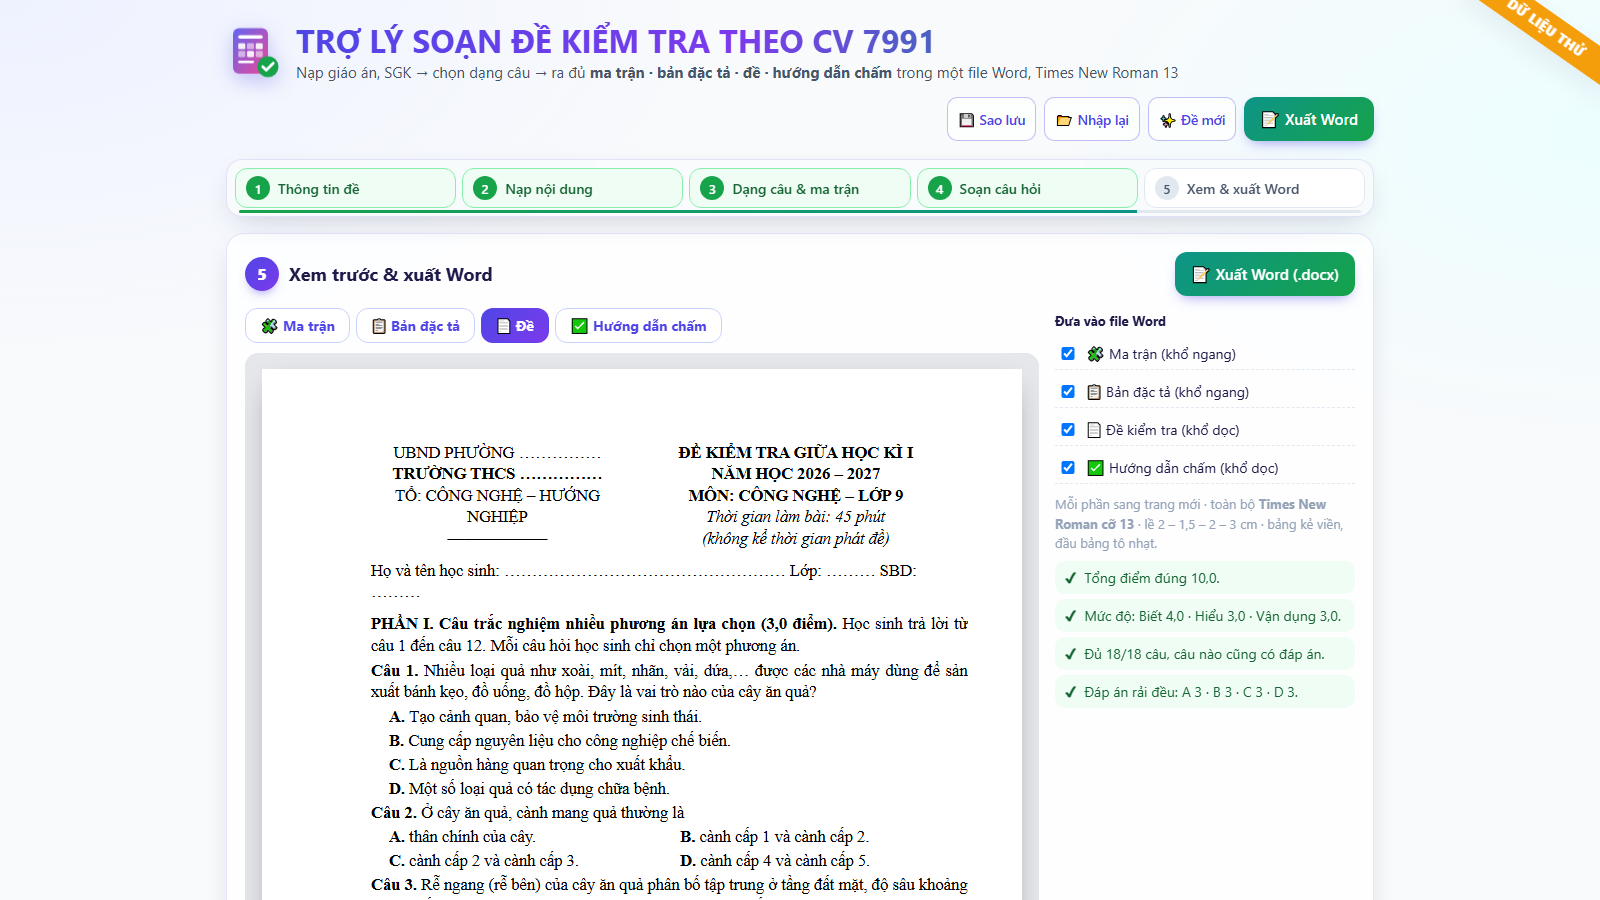 TRỢ LÝ SOẠN ĐỀ KIỂM TRA THEO CV 7991
Nạp giáo án, SGK → chọn dạng câu → ra đủ ma trận · bản đặc tả · đề · hướng dẫn chấm trong một file Word, Times New Roman 13
DỮ LIỆU THỬ
Sao lưu
Nhập lại
Đề mới
Xuất Word
1 Thông tin đề
2 Nạp nội dung
3 Dạng câu & ma trận
4 Soạn câu hỏi
5 Xem & xuất Word
5 Xem trước & xuất Word
Xuất Word (.docx)
Ma trận
Bản đặc tả
Đề
Hướng dẫn chấm
UBND PHƯỜNG ……………
TRƯỜNG THCS ……………
TỔ: CÔNG NGHỆ – HƯỚNG
NGHIỆP
ĐỀ KIỂM TRA GIỮA HỌC KÌ I
NĂM HỌC 2026 – 2027
MÔN: CÔNG NGHỆ – LỚP 9
Thời gian làm bài: 45 phút
(không kể thời gian phát đề)
Họ và tên học sinh: …………………………………………… Lớp: ……… SBD:
………
PHẦN I. Câu trắc nghiệm nhiều phương án lựa chọn (3,0 điểm). Học sinh trả lời từ
câu 1 đến câu 12. Mỗi câu hỏi học sinh chỉ chọn một phương án.
Câu 1. Nhiều loại quả như xoài, mít, nhãn, vải, dứa,… được các nhà máy dùng để sản
xuất bánh kẹo, đồ uống, đồ hộp. Đây là vai trò nào của cây ăn quả?
A. Tạo cảnh quan, bảo vệ môi trường sinh thái.
B. Cung cấp nguyên liệu cho công nghiệp chế biến.
C. Là nguồn hàng quan trọng cho xuất khẩu.
D. Một số loại quả có tác dụng chữa bệnh.
Câu 2. Ở cây ăn quả, cành mang quả thường là
A. thân chính của cây.
B. cành cấp 1 và cành cấp 2.
C. cành cấp 2 và cành cấp 3.
D. cành cấp 4 và cành cấp 5.
Câu 3. Rễ ngang (rễ bên) của cây ăn quả phân bố tập trung ở tầng đất mặt, độ sâu khoảng
Đưa vào file Word
Ma trận (khổ ngang)
Bản đặc tả (khổ ngang)
Đề kiểm tra (khổ dọc)
Hướng dẫn chấm (khổ dọc)
Mỗi phần sang trang mới · toàn bộ Times New
Roman cỡ 13 · lề 2 – 1,5 – 2 – 3 cm · bảng kẻ viền,
đầu bảng tô nhạt.
✔ Tổng điểm đúng 10,0.
✔ Mức độ: Biết 4,0 · Hiểu 3,0 · Vận dụng 3,0.
✔ Đủ 18/18 câu, câu nào cũng có đáp án.
✔ Đáp án rải đều: A 3 · B 3 · C 3 · D 3.